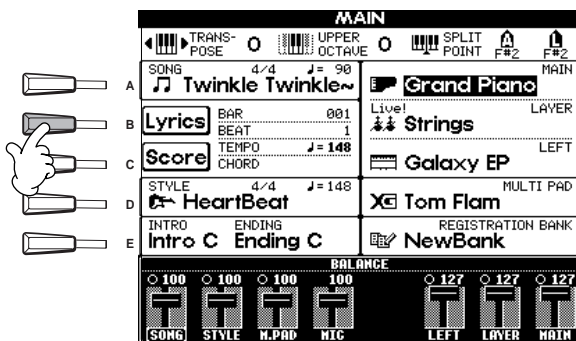 MAIN
TRANS-
POSE 0 UPPER
OCTAVE 0 SPLIT
POINT A
F#2 L
F#2
SONG 4/4 ♩= 90
Twinkle Twinkle~
MAIN
Grand Piano
A
Lyrics BAR 001
BEAT 1
Live! LAYER
Strings
B
Score TEMPO ♩=148
CHORD
LEFT
Galaxy EP
C
STYLE 4/4 ♩=148
HeartBeat
MULTI PAD
Tom Flam
D
INTRO ENDING
Intro C Ending C
REGISTRATION BANK
NewBank
E
BALANCE
100 100 100 100 127 127 127
SONG STYLE M.PAD MIC LEFT LAYER MAIN